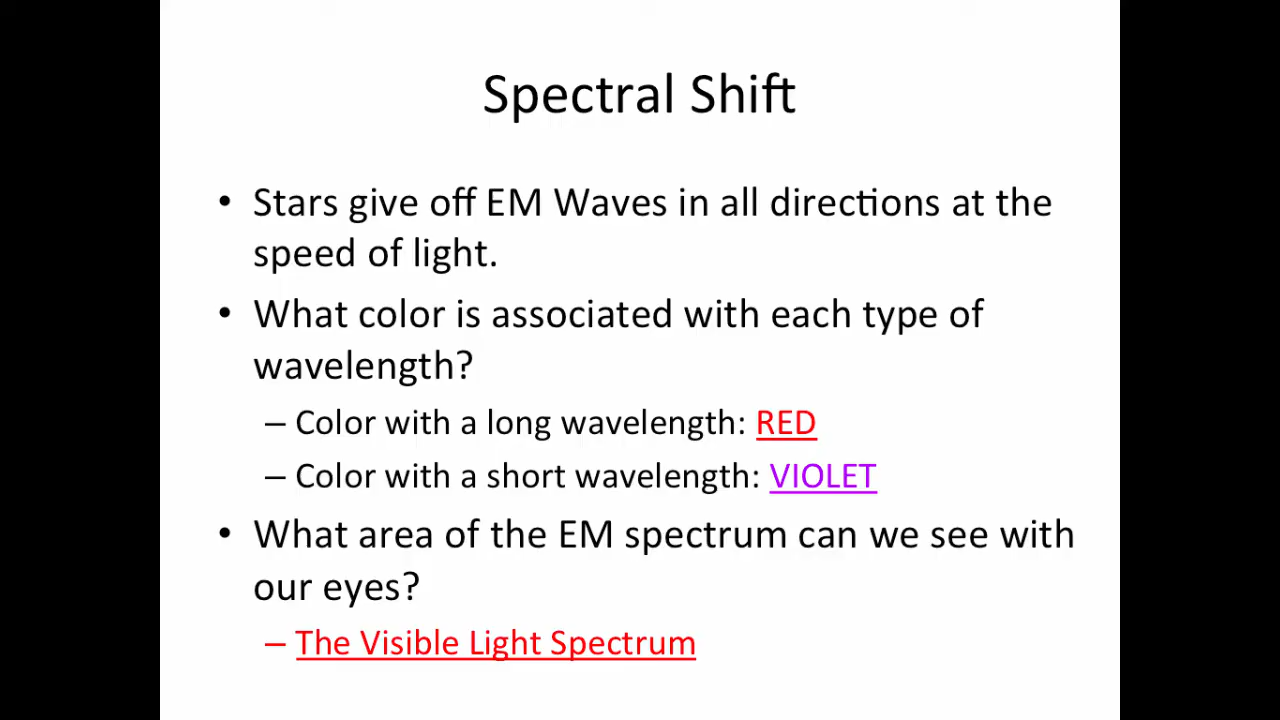 Spectral Shift
• Stars give off EM Waves in all directions at the
speed of light.
• What color is associated with each type of
wavelength?
– Color with a long wavelength: RED
– Color with a short wavelength: VIOLET
• What area of the EM spectrum can we see with
our eyes?
– The Visible Light Spectrum